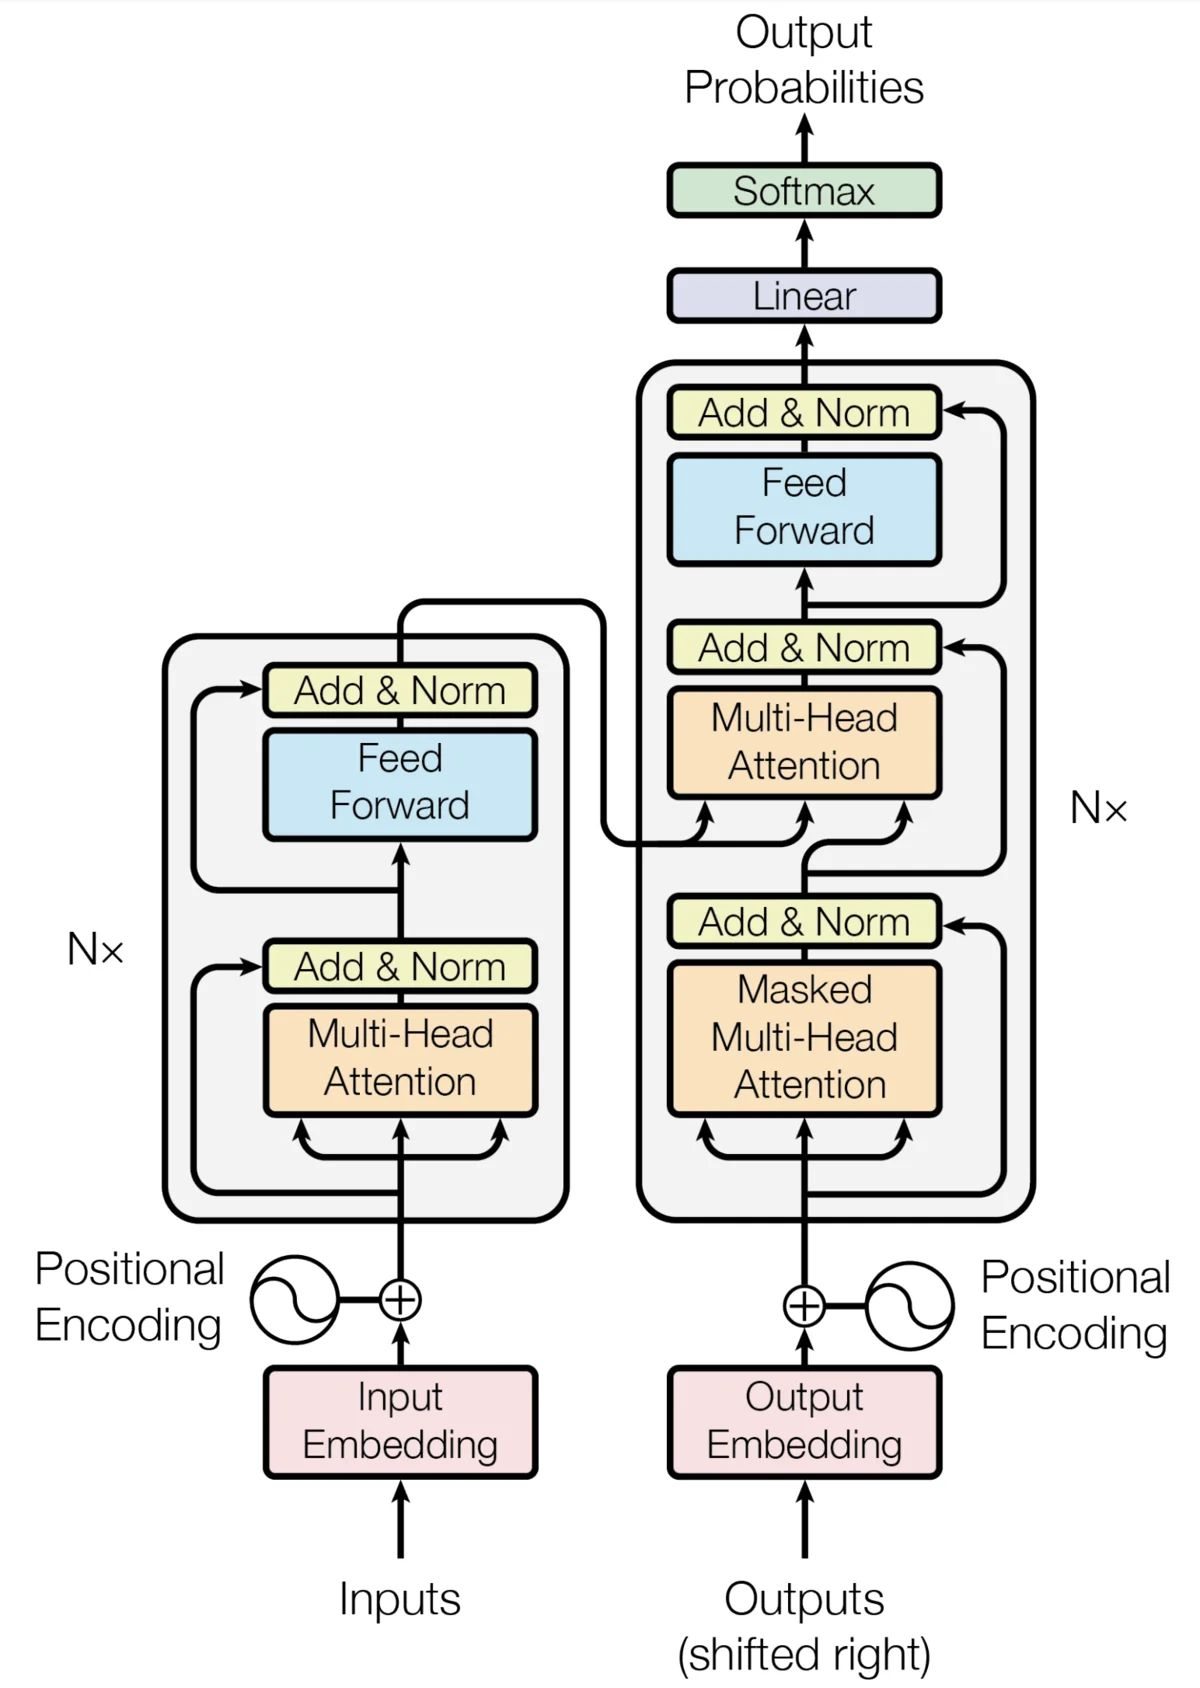 Output
Probabilities
Softmax
Linear
Add & Norm
Feed
Forward
Add & Norm
Multi-Head
Attention
Nx
Add & Norm
Masked
Multi-Head
Attention
Add & Norm
Feed
Forward
Nx
Add & Norm
Multi-Head
Attention
Positional
Encoding
Positional
Encoding
Input
Embedding
Output
Embedding
Inputs
Outputs
(shifted right)